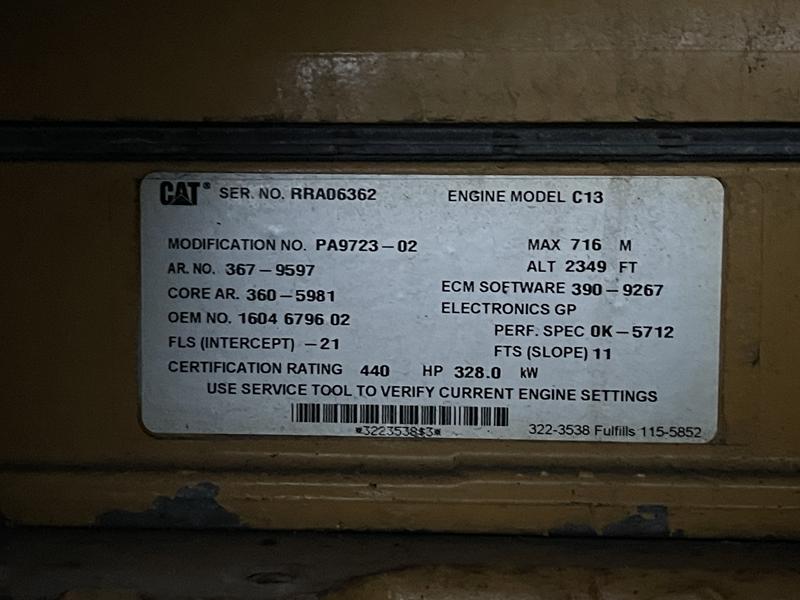 CAT® SER. NO. RRA06362 ENGINE MODEL C13
MODIFICATION NO. PA9723-02 MAX 716 M
AR. NO. 367-9597 ALT 2349 FT
CORE AR. 360-5981 ECM SOFTWARE 390-9267
OEM NO. 1604 6796 02 ELECTRONICS GP
PERF. SPEC 0K-5712
FLS (INTERCEPT) -21 FTS (SLOPE) 11
CERTIFICATION RATING 440 HP 328.0 kW
USE SERVICE TOOL TO VERIFY CURRENT ENGINE SETTINGS
*3223538$3*
322-3538 Fulfills 115-5852